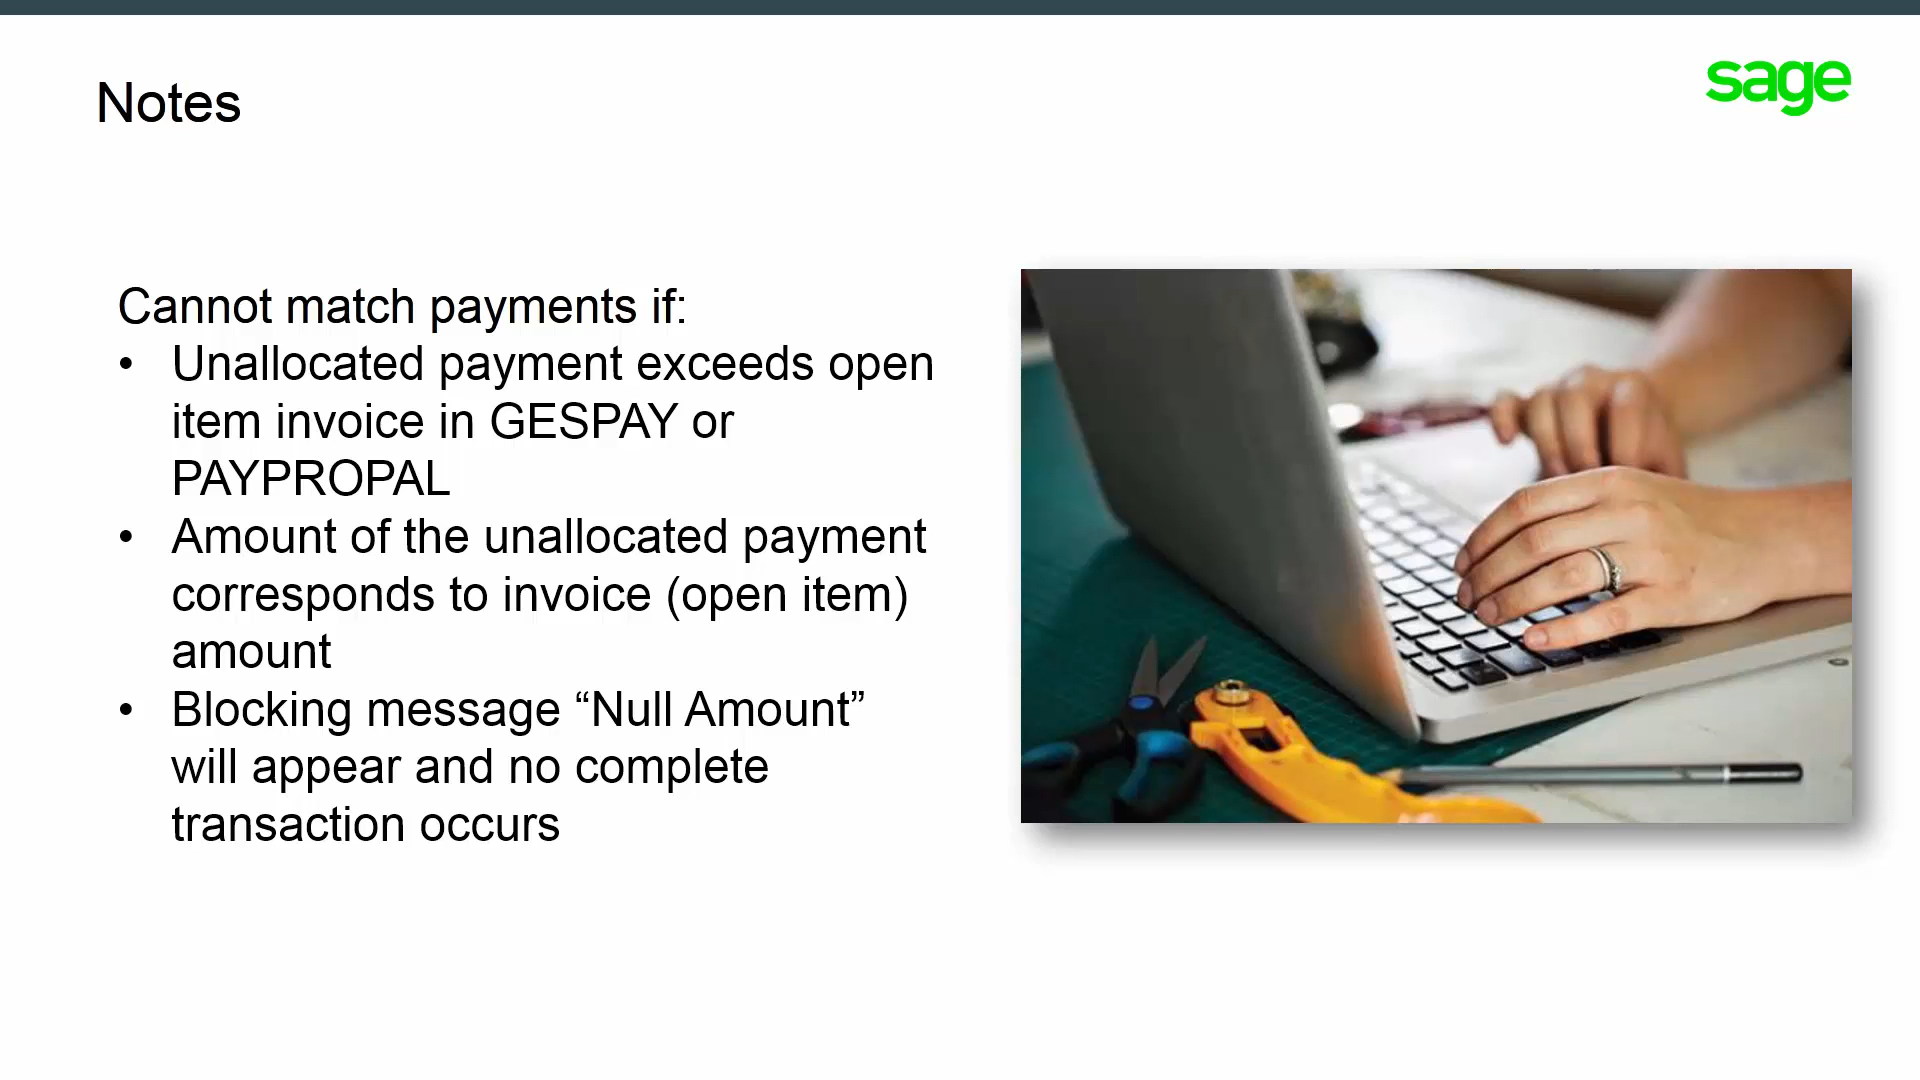 Notes
sage
Cannot match payments if:
• Unallocated payment exceeds open
item invoice in GESPAY or
PAYPROPAL
• Amount of the unallocated payment
corresponds to invoice (open item)
amount
• Blocking message “Null Amount”
will appear and no complete
transaction occurs